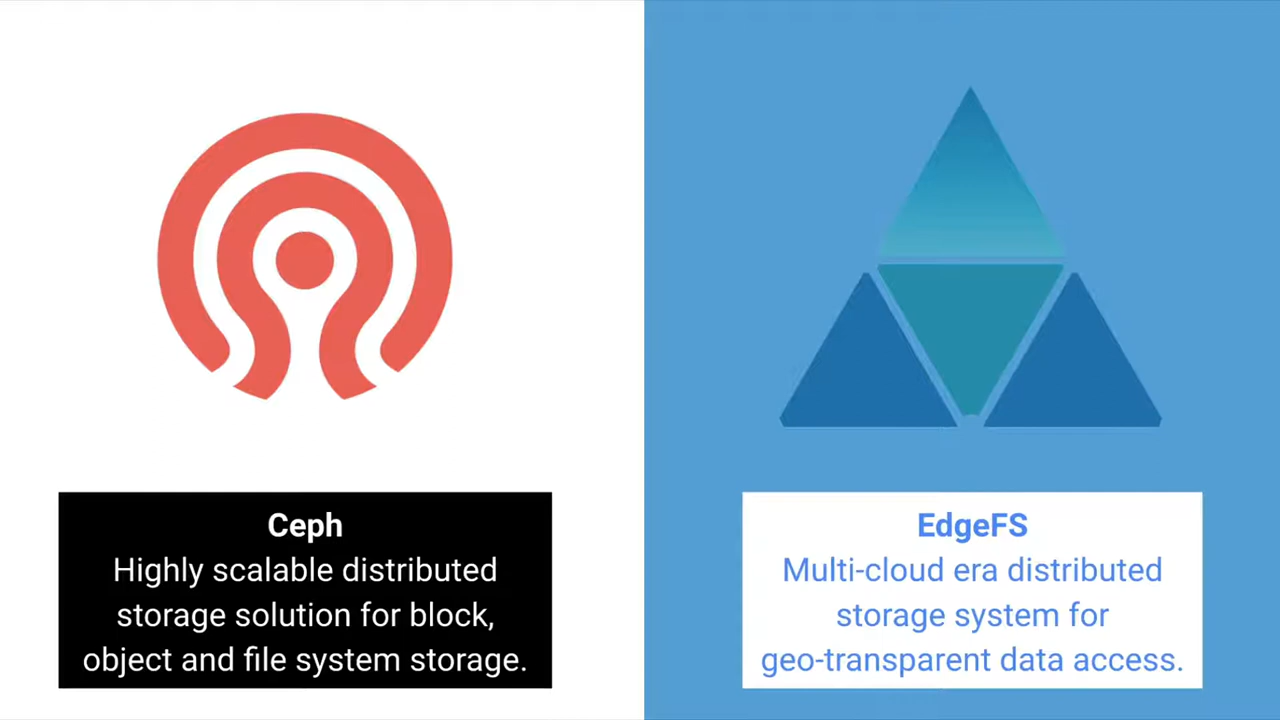 Ceph
Highly scalable distributed
storage solution for block,
object and file system storage.
EdgeFS
Multi-cloud era distributed
storage system for
geo-transparent data access.